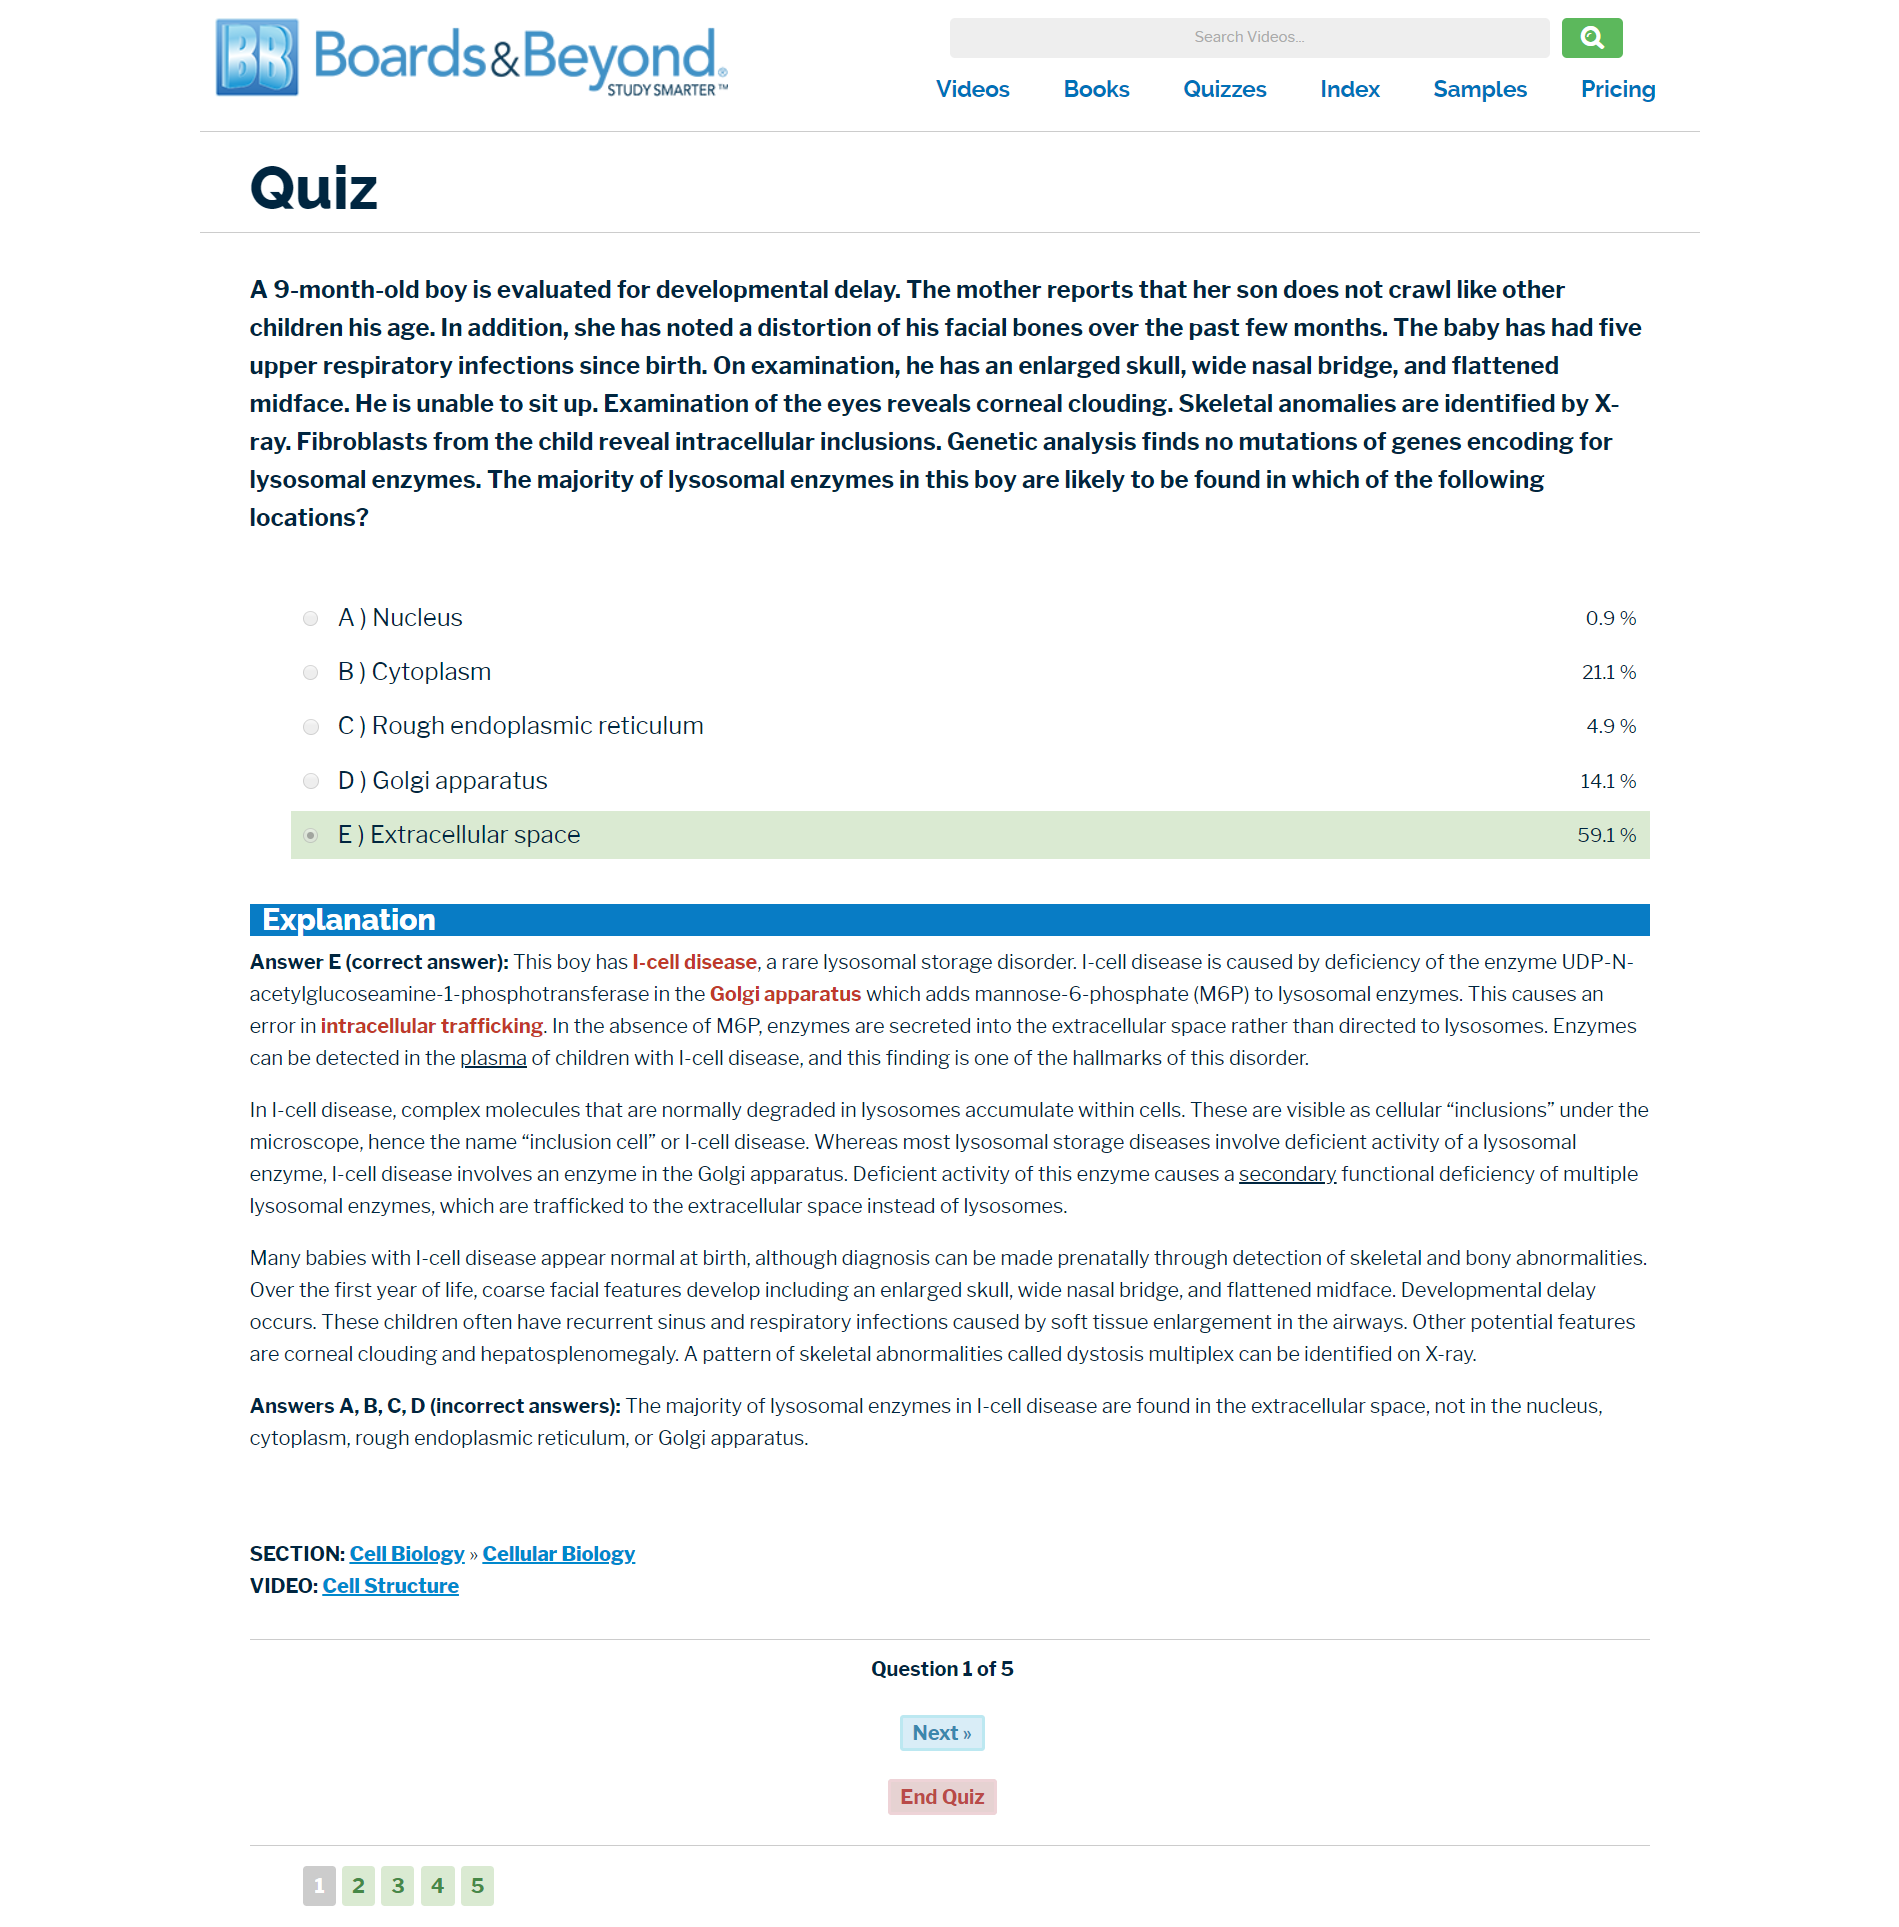 BB Boards&Beyond®
STUDY SMARTER™
Search Videos...
Videos Books Quizzes Index Samples Pricing
Quiz
A 9-month-old boy is evaluated for developmental delay. The mother reports that her son does not crawl like other
children his age. In addition, she has noted a distortion of his facial bones over the past few months. The baby has had five
upper respiratory infections since birth. On examination, he has an enlarged skull, wide nasal bridge, and flattened
midface. He is unable to sit up. Examination of the eyes reveals corneal clouding. Skeletal anomalies are identified by X-
ray. Fibroblasts from the child reveal intracellular inclusions. Genetic analysis finds no mutations of genes encoding for
lysosomal enzymes. The majority of lysosomal enzymes in this boy are likely to be found in which of the following
locations?
A ) Nucleus 0.9 %
B ) Cytoplasm 21.1 %
C ) Rough endoplasmic reticulum 4.9 %
D ) Golgi apparatus 14.1 %
E ) Extracellular space 59.1 %
Explanation
Answer E (correct answer): This boy has I-cell disease, a rare lysosomal storage disorder. I-cell disease is caused by deficiency of the enzyme UDP-N-
acetylglucoseamine-1-phosphotransferase in the Golgi apparatus which adds mannose-6-phosphate (M6P) to lysosomal enzymes. This causes an
error in intracellular trafficking. In the absence of M6P, enzymes are secreted into the extracellular space rather than directed to lysosomes. Enzymes
can be detected in the plasma of children with I-cell disease, and this finding is one of the hallmarks of this disorder.
In I-cell disease, complex molecules that are normally degraded in lysosomes accumulate within cells. These are visible as cellular “inclusions” under the
microscope, hence the name “inclusion cell” or I-cell disease. Whereas most lysosomal storage diseases involve deficient activity of a lysosomal
enzyme, I-cell disease involves an enzyme in the Golgi apparatus. Deficient activity of this enzyme causes a secondary functional deficiency of multiple
lysosomal enzymes, which are trafficked to the extracellular space instead of lysosomes.
Many babies with I-cell disease appear normal at birth, although diagnosis can be made prenatally through detection of skeletal and bony abnormalities.
Over the first year of life, coarse facial features develop including an enlarged skull, wide nasal bridge, and flattened midface. Developmental delay
occurs. These children often have recurrent sinus and respiratory infections caused by soft tissue enlargement in the airways. Other potential features
are corneal clouding and hepatosplenomegaly. A pattern of skeletal abnormalities called dystosis multiplex can be identified on X-ray.
Answers A, B, C, D (incorrect answers): The majority of lysosomal enzymes in I-cell disease are found in the extracellular space, not in the nucleus,
cytoplasm, rough endoplasmic reticulum, or Golgi apparatus.
SECTION: Cell Biology » Cellular Biology
VIDEO: Cell Structure
Question 1 of 5
Next »
End Quiz
1 2 3 4 5